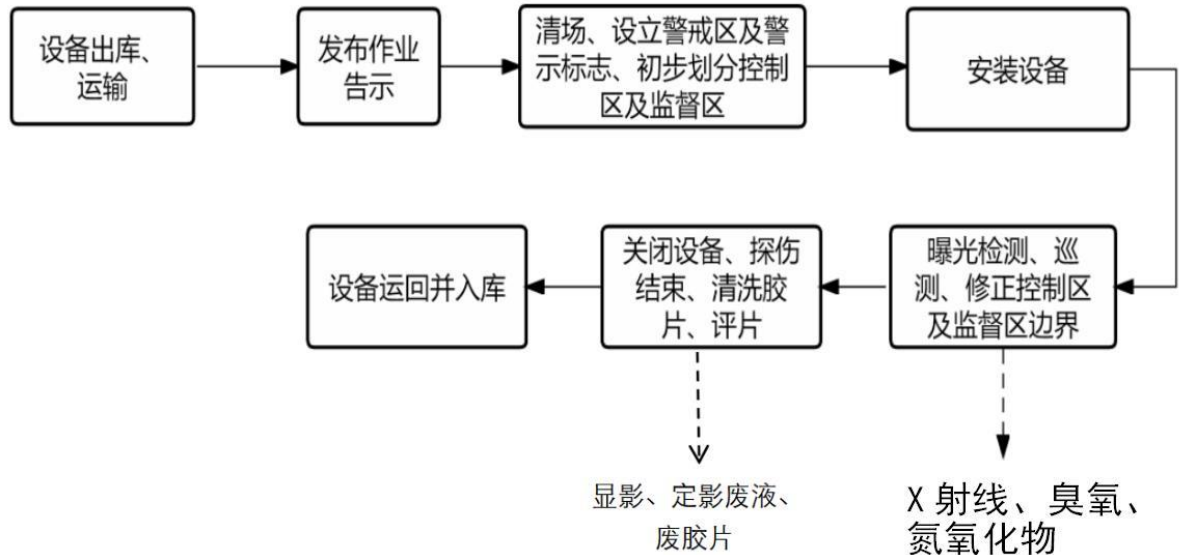 设备出库、
运输
发布作业
告示
清场、设立警戒区及警
示标志、初步划分控制
区及监督区
安装设备
曝光检测、巡
测、修正控制区
及监督区边界
关闭设备、探伤
结束、清洗胶
片、评片
设备运回并入库
显影、定影废液、
废胶片
X 射线、臭氧、
氮氧化物